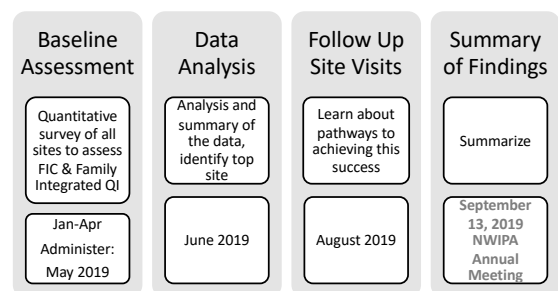 Baseline
Assessment
Quantitative
survey of all
sites to assess
FIC & Family
Integrated QI
Jan-Apr
Administer:
May 2019
Data
Analysis
Analysis and
summary of
the data,
identify top
site
June 2019
Follow Up
Site Visits
Learn about
pathways to
achieving this
success
August 2019
Summary
of Findings
Summarize
September
13, 2019
NWIPA
Annual
Meeting